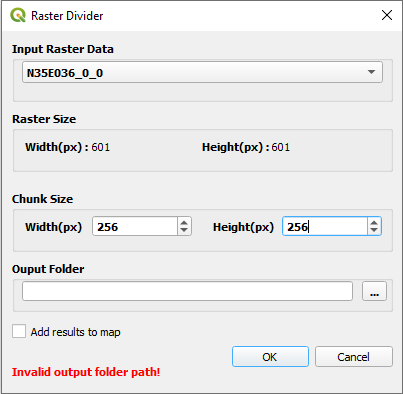 Raster Divider
Input Raster Data
N35E036_0_0
Raster Size
Width(px) : 601 Height(px) : 601
Chunk Size
Width(px) 256 Height(px) 256
Ouput Folder
...
Add results to map
OK Cancel
Invalid output folder path!